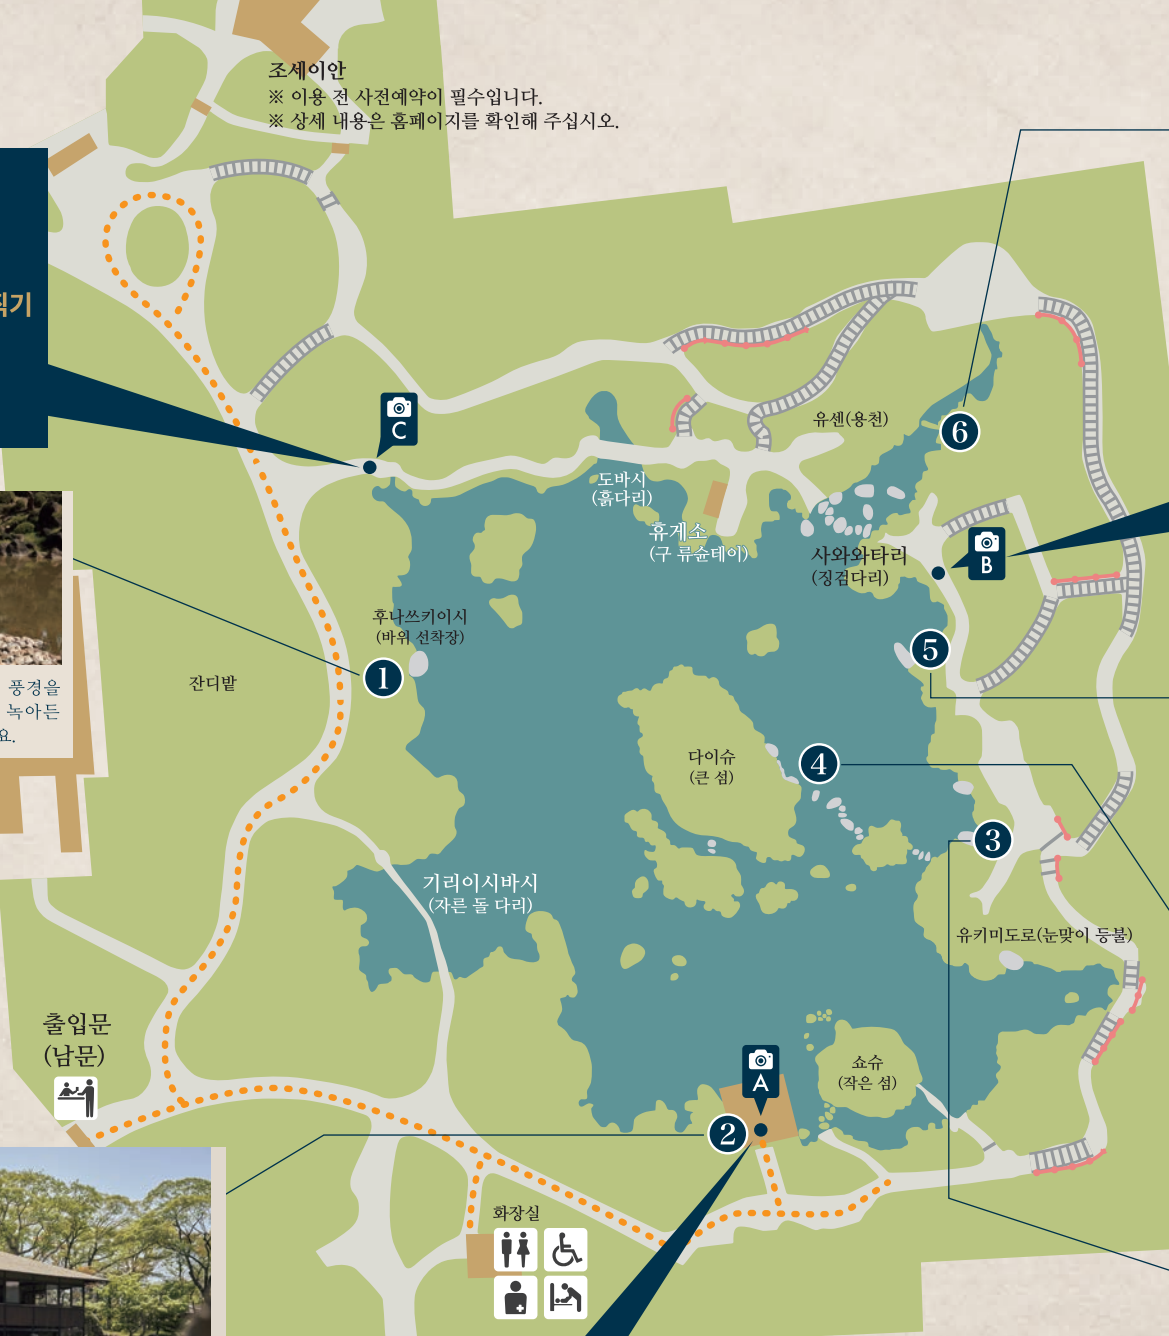 조세이안
※ 이용 전 사전예약이 필수입니다.
※ 상세 내용은 홈페이지를 확인해 주십시오.
찍기
C
유센(용천)
6
도바시
(흙다리)
휴게소
(구 류슌테이)
사와와타리
(징검다리)
B
후나쓰키이시
(바위 선착장)
1
5
잔디밭
풍경을
녹아든
요.
다이슈
(큰 섬)
4
3
기리이시바시
(자른 돌 다리)
유키미도로(눈맞이 등불)
출입문
(남문)
쇼슈
(작은 섬)
A
2
화장실